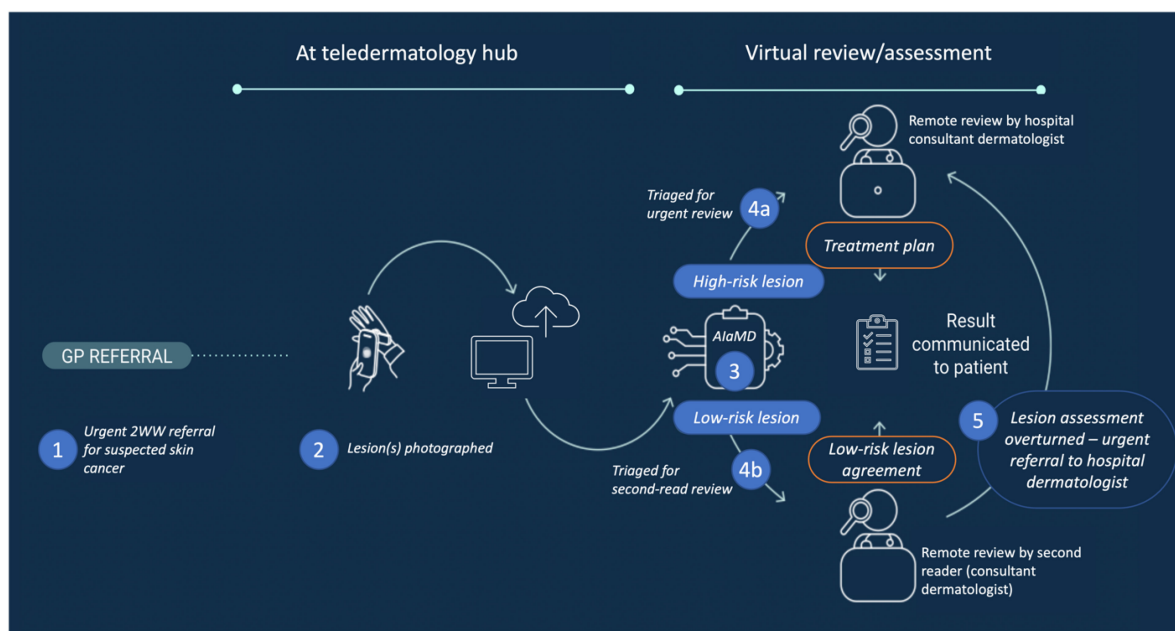 At teledermatology hub
Virtual review/assessment
Remote review by hospital
consultant dermatologist
Triaged for
urgent review
4a
Treatment plan
High-risk lesion
AIaMD
3
Result
communicated
to patient
GP REFERRAL
1
Urgent 2WW referral
for suspected skin
cancer
2
Lesion(s) photographed
Low-risk lesion
Triaged for
second-read review
4b
Low-risk lesion
agreement
5
Lesion assessment
overturned – urgent
referral to hospital
dermatologist
Remote review by second
reader (consultant
dermatologist)